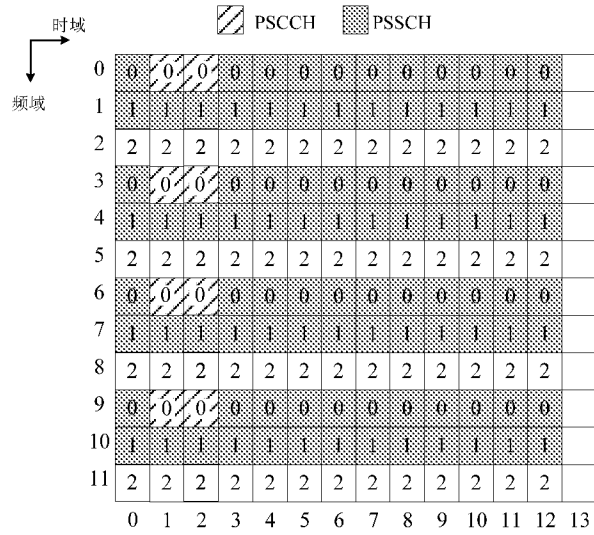 PSCCH PSSCH
时域
频域
0 0 0 0 0 0 0 0 0 0 0 0 0 0
1 1 1 1 1 1 1 1 1 1 1 1 1 1
2 2 2 2 2 2 2 2 2 2 2 2 2 2
3 0 0 0 0 0 0 0 0 0 0 0 0 0
4 1 1 1 1 1 1 1 1 1 1 1 1 1
5 2 2 2 2 2 2 2 2 2 2 2 2 2
6 0 0 0 0 0 0 0 0 0 0 0 0 0
7 1 1 1 1 1 1 1 1 1 1 1 1 1
8 2 2 2 2 2 2 2 2 2 2 2 2 2
9 0 0 0 0 0 0 0 0 0 0 0 0 0
10 1 1 1 1 1 1 1 1 1 1 1 1 1
11 2 2 2 2 2 2 2 2 2 2 2 2 2
0 1 2 3 4 5 6 7 8 9 10 11 12 13